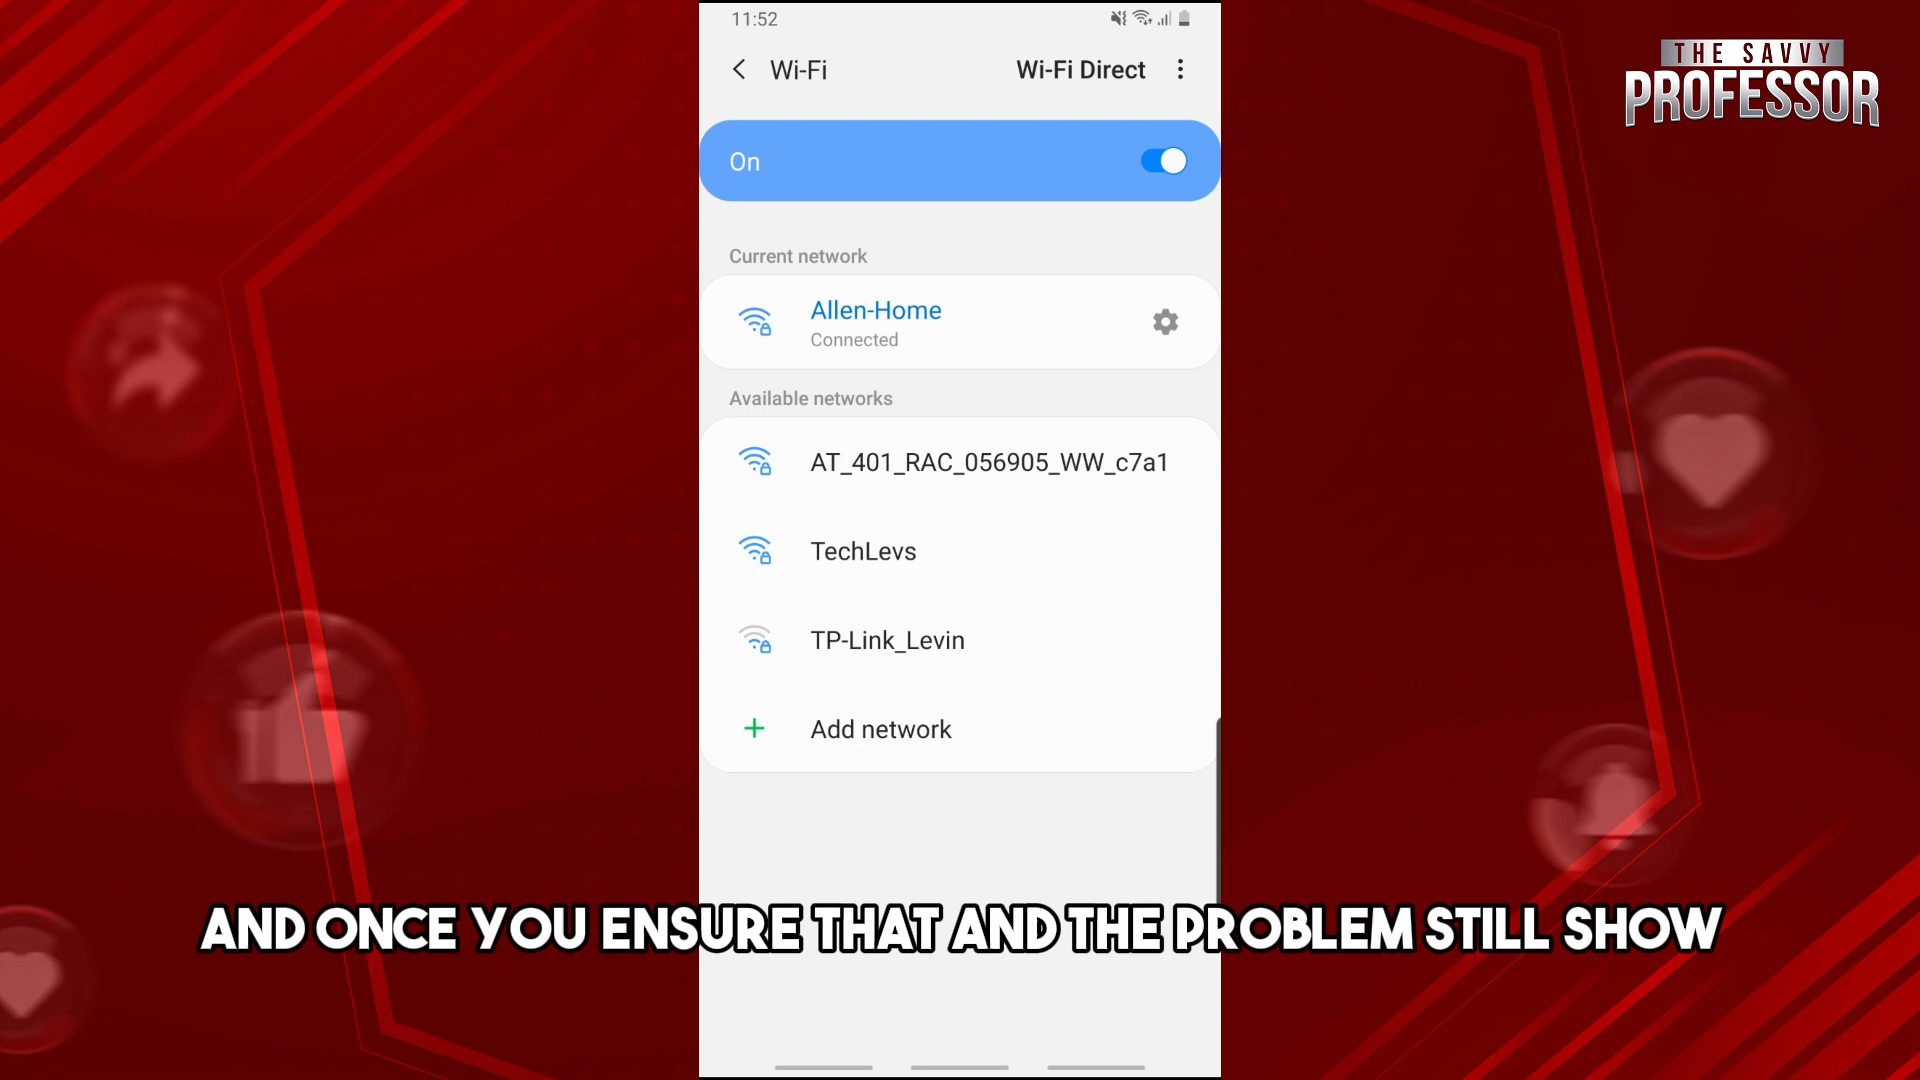 11:52
Wi-Fi
Wi-Fi Direct
THE SAVVY
PROFESSOR
On
Current network
Allen-Home
Connected
Available networks
AT_401_RAC_056905_WW_c7a1
TechLevs
TP-Link_Levin
Add network
AND ONCE YOU ENSURE THAT AND THE PROBLEM STILL SHOW